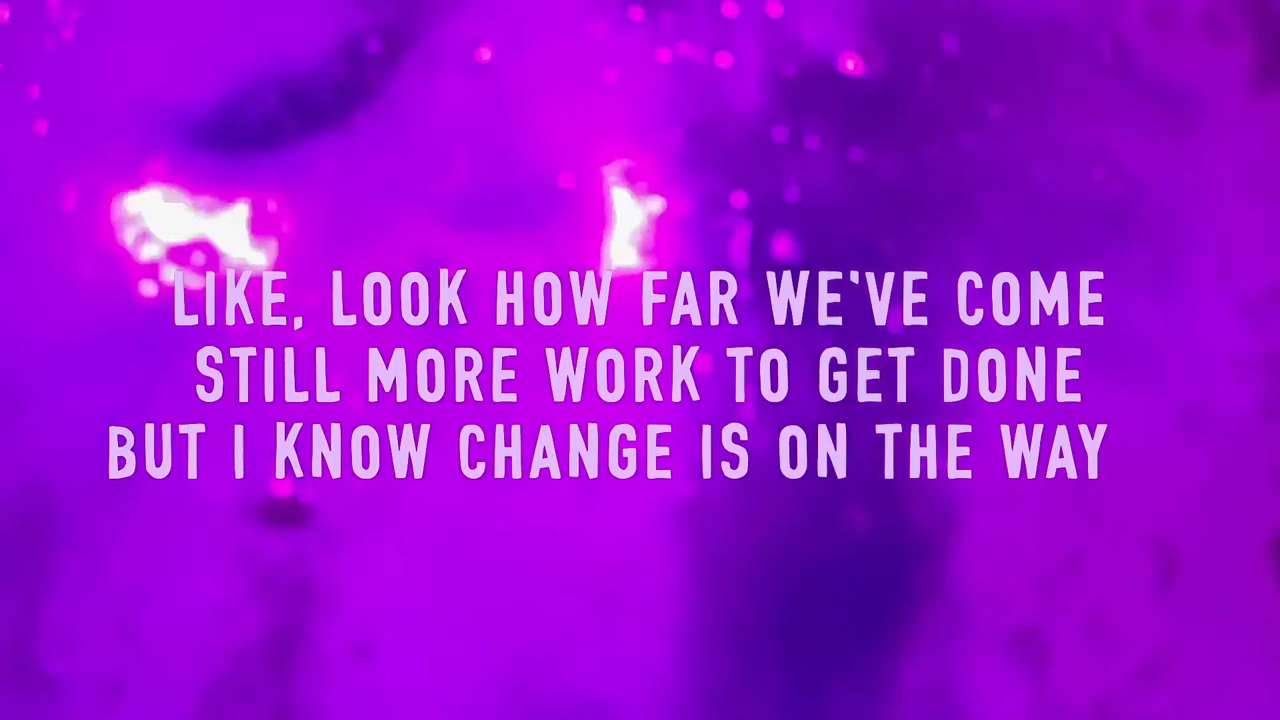 LIKE, LOOK HOW FAR WE'VE COME
STILL MORE WORK TO GET DONE
BUT I KNOW CHANGE IS ON THE WAY